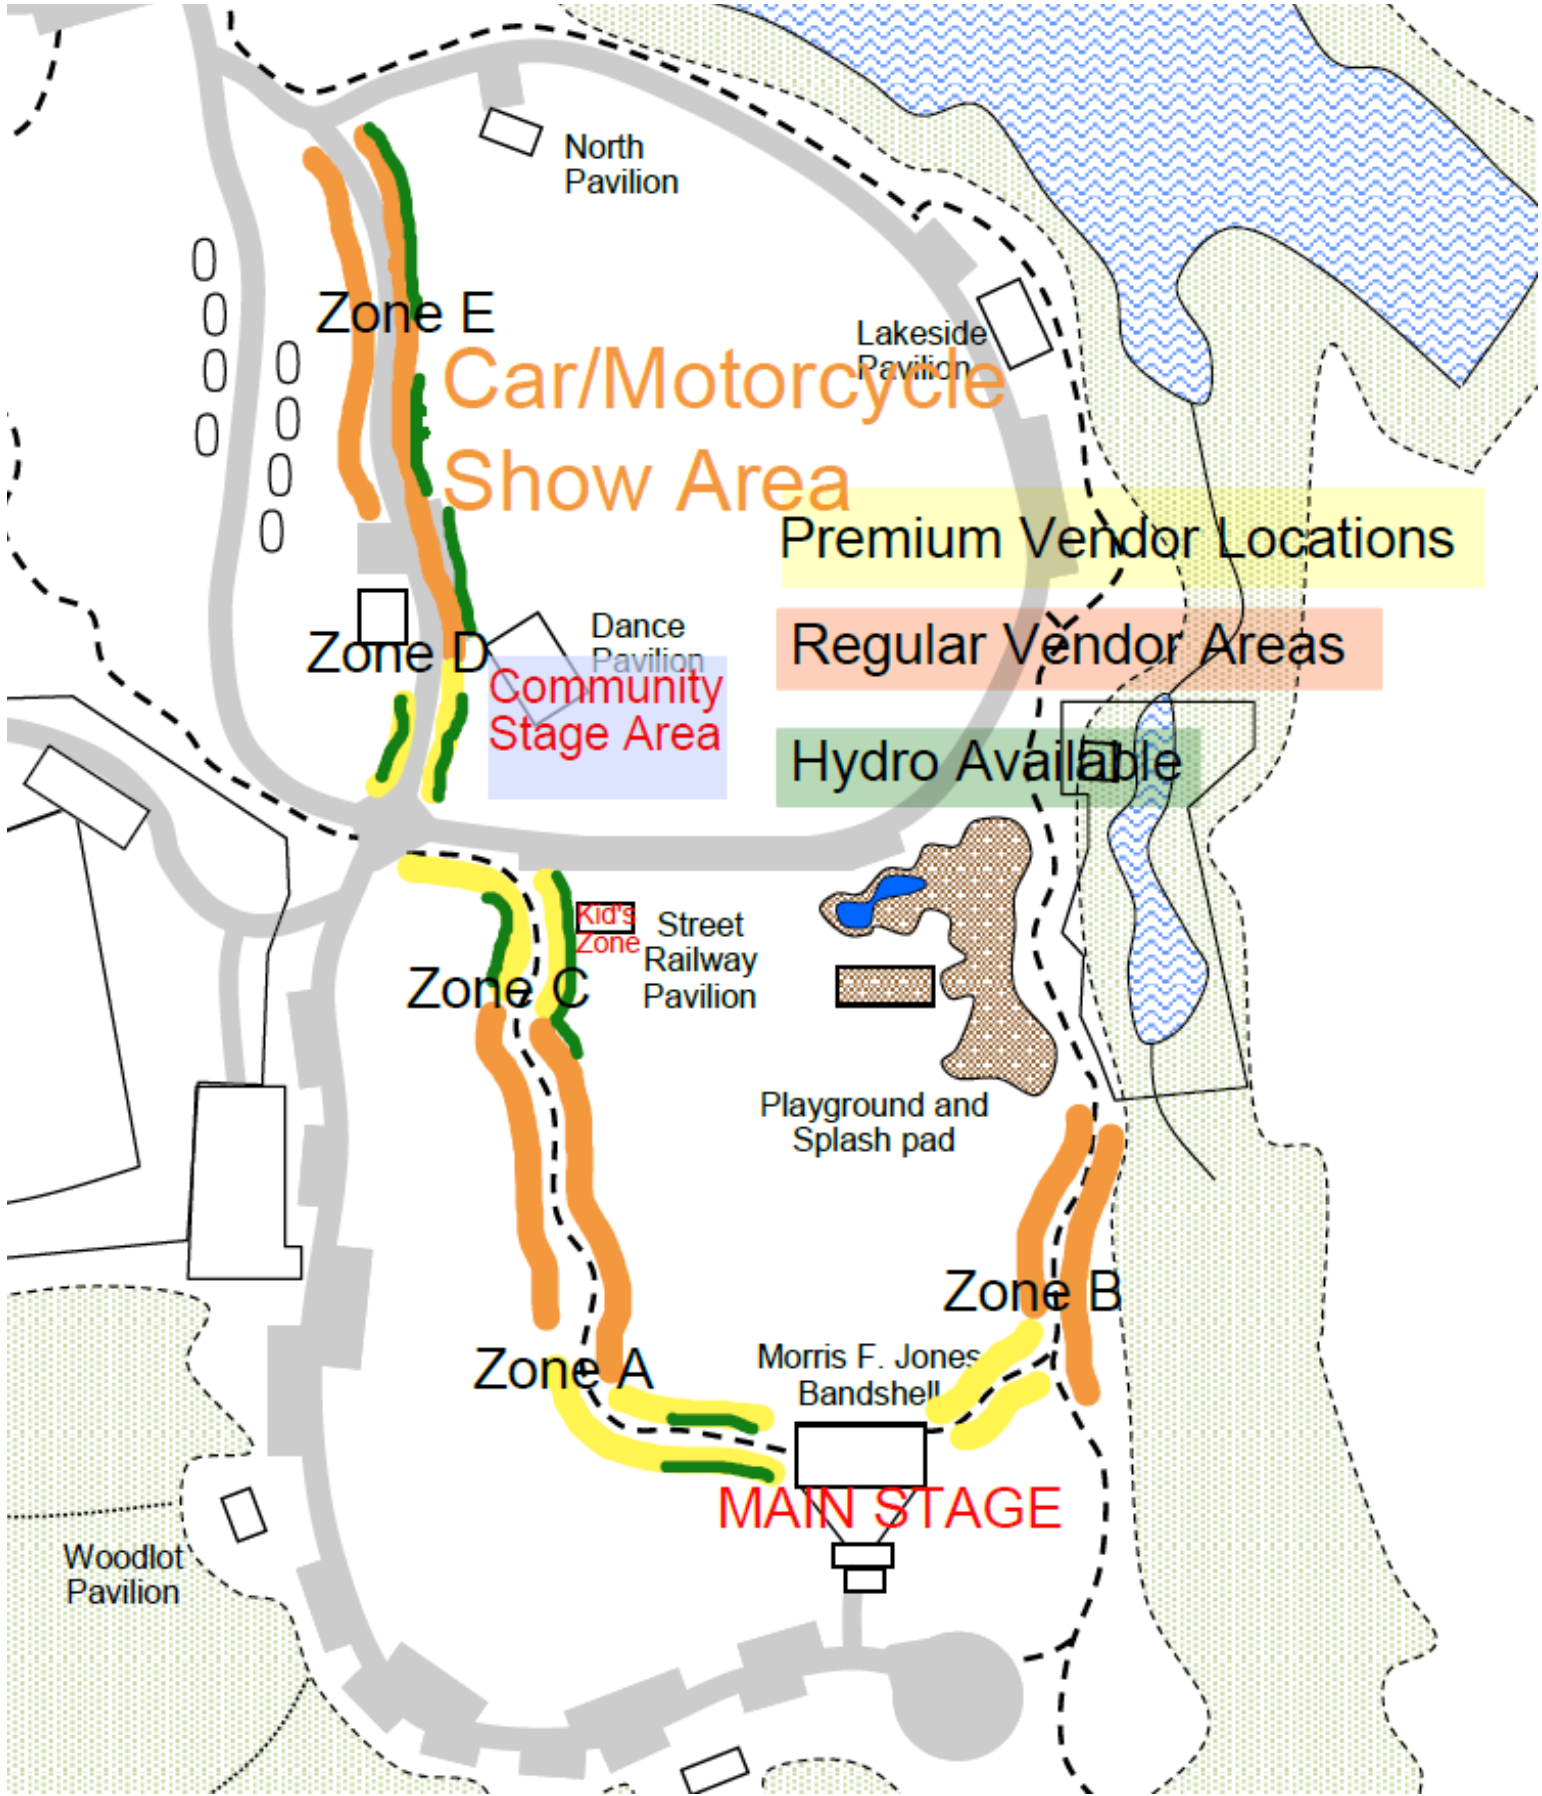 North
Pavilion
Zone E
Lakeside
Pavilion
Car/Motorcycle
Show Area
Premium Vendor Locations
Dance
Pavilion
Zone D
Regular Vendor Areas
Community
Stage Area
Hydro Available
Kid's
Zone
Street
Railway
Pavilion
Zone C
Playground and
Splash pad
Zone B
Zone A
Morris F. Jones
Bandshell
MAIN STAGE
Woodlot
Pavilion